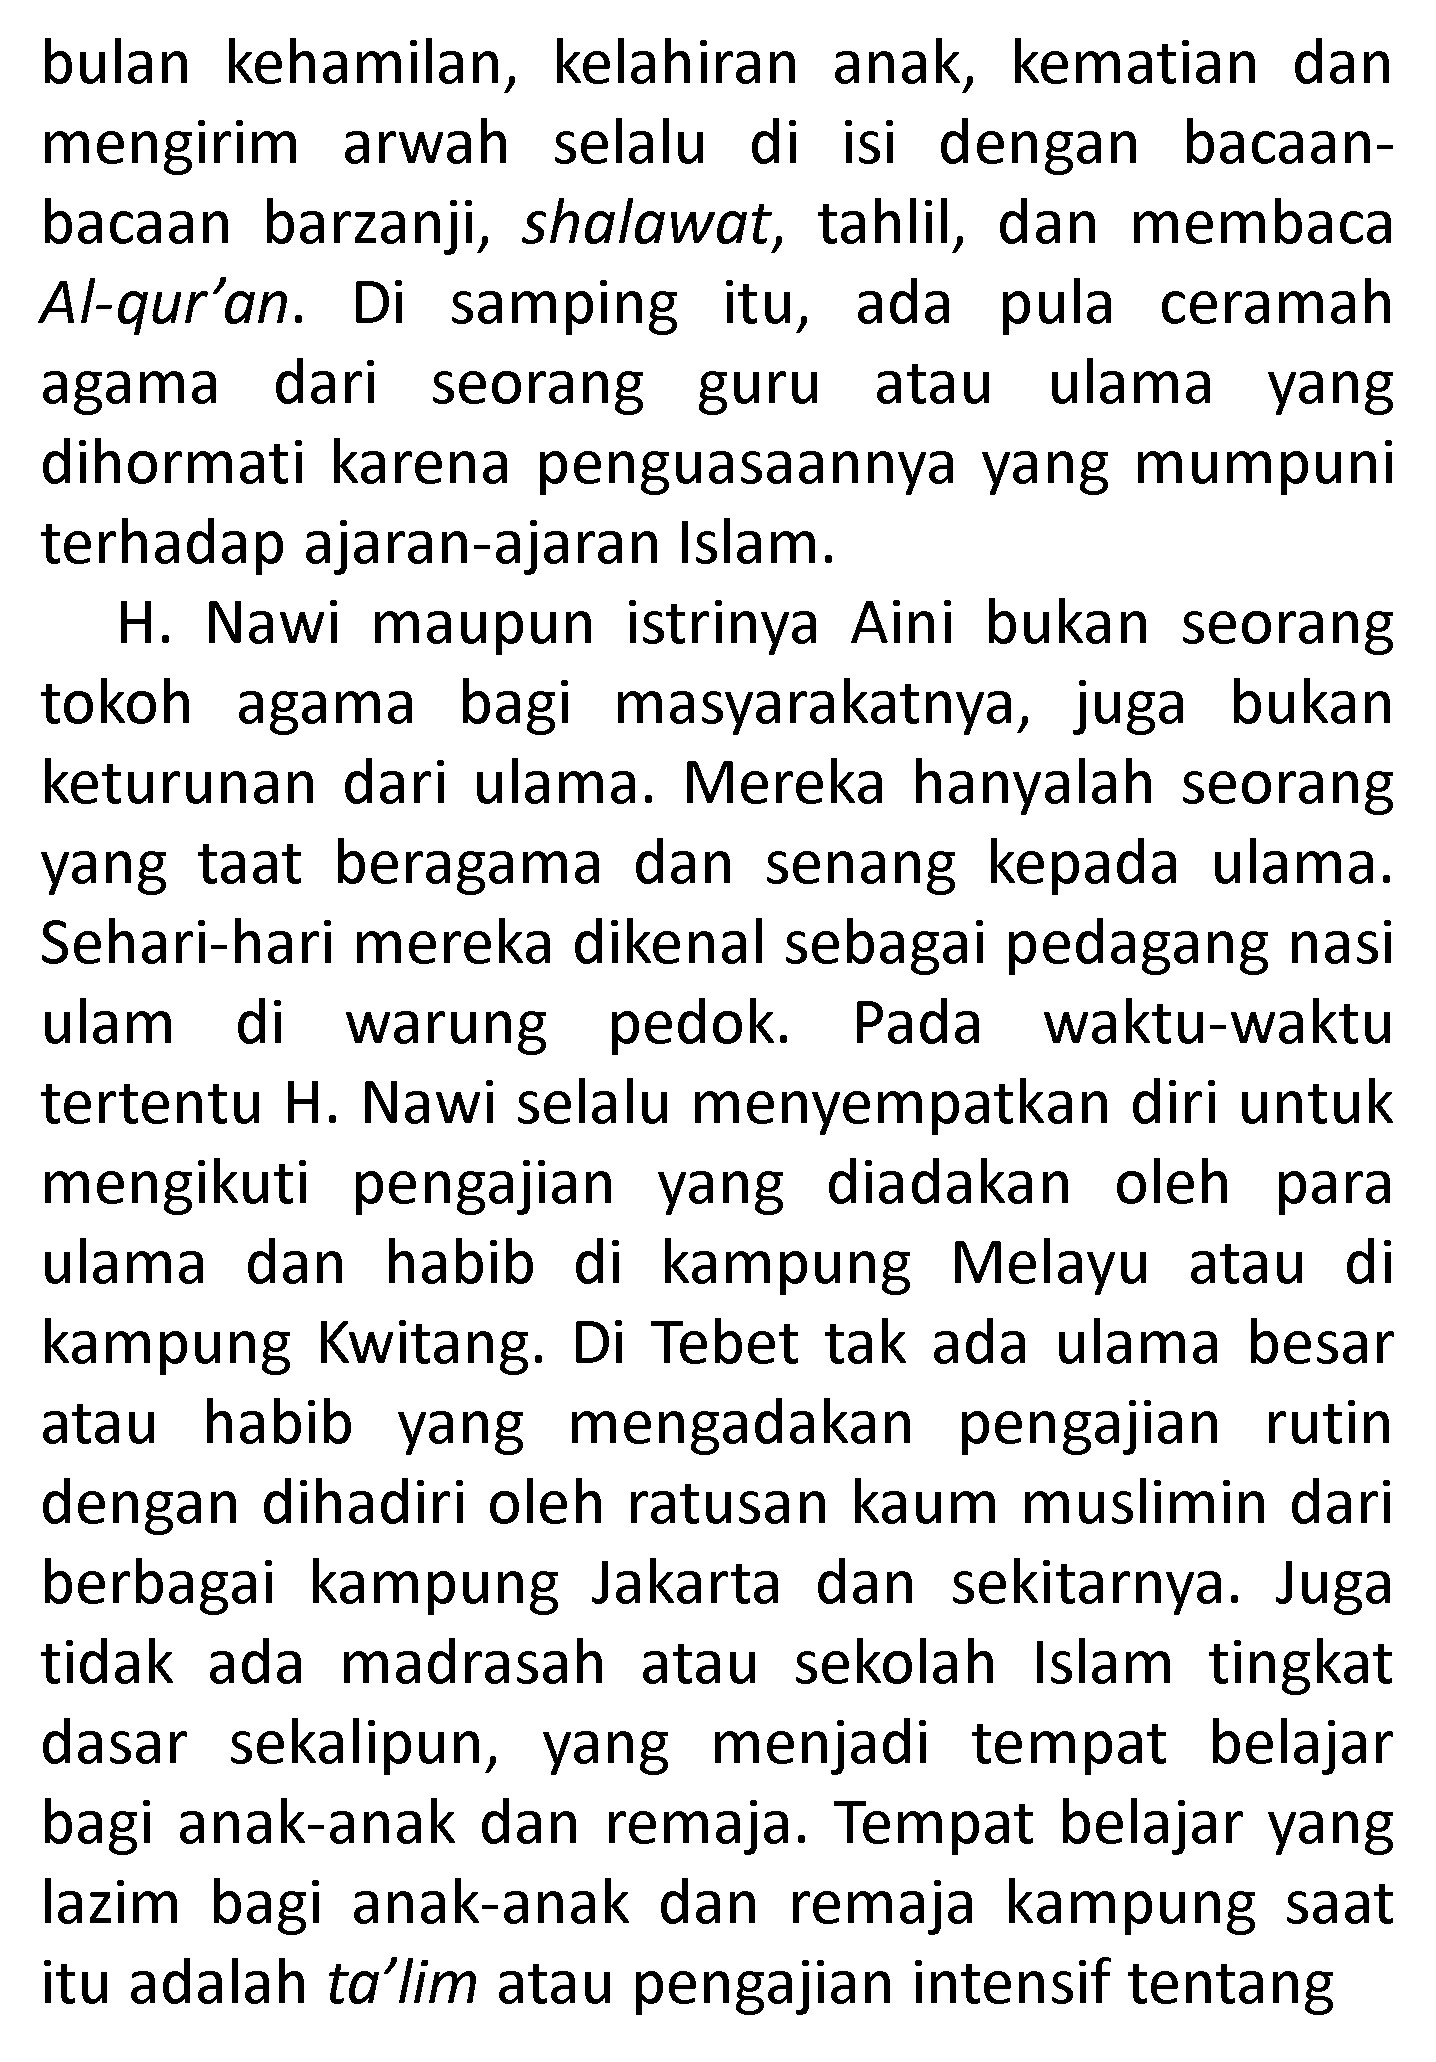 bulan kehamilan, kelahiran anak, kematian dan
mengirim arwah selalu di isi dengan bacaan-
bacaan barzanji, shalawat, tahlil, dan membaca
Al-qur’an. Di samping itu, ada pula ceramah
agama dari seorang guru atau ulama yang
dihormati karena penguasaannya yang mumpuni
terhadap ajaran-ajaran Islam.
H. Nawi maupun istrinya Aini bukan seorang
tokoh agama bagi masyarakatnya, juga bukan
keturunan dari ulama. Mereka hanyalah seorang
yang taat beragama dan senang kepada ulama.
Sehari-hari mereka dikenal sebagai pedagang nasi
ulam di warung pedok. Pada waktu-waktu
tertentu H. Nawi selalu menyempatkan diri untuk
mengikuti pengajian yang diadakan oleh para
ulama dan habib di kampung Melayu atau di
kampung Kwitang. Di Tebet tak ada ulama besar
atau habib yang mengadakan pengajian rutin
dengan dihadiri oleh ratusan kaum muslimin dari
berbagai kampung Jakarta dan sekitarnya. Juga
tidak ada madrasah atau sekolah Islam tingkat
dasar sekalipun, yang menjadi tempat belajar
bagi anak-anak dan remaja. Tempat belajar yang
lazim bagi anak-anak dan remaja kampung saat
itu adalah ta’lim atau pengajian intensif tentang